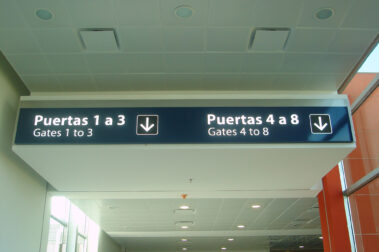 Puertas 1 a 3
Gates 1 to 3
Puertas 4 a 8
Gates 4 to 8